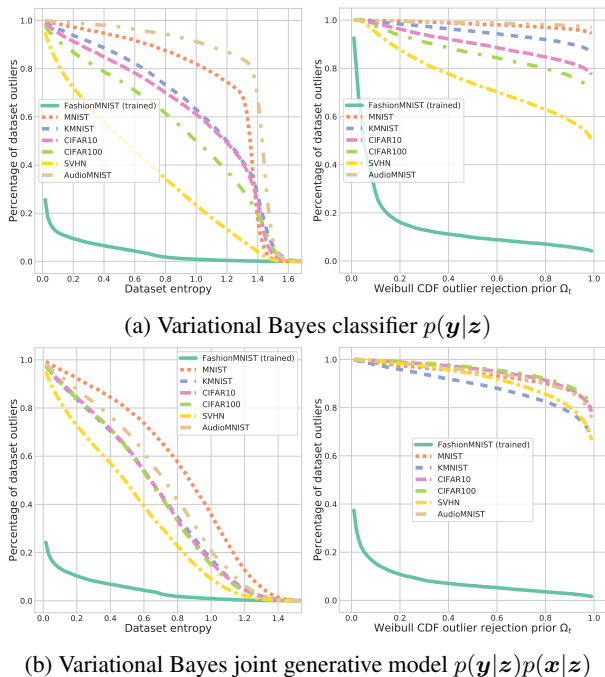 Percentage of dataset outliers
1.0
0.8
0.6
0.4
0.2
0.0
FashionMNIST (trained)
MNIST
KMNIST
CIFAR10
CIFAR100
SVHN
AudioMNIST
0.0 0.2 0.4 0.6 0.8 1.0 1.2 1.4 1.6
Dataset entropy
Percentage of dataset outliers
1.0
0.8
0.6
0.4
0.2
0.0
FashionMNIST (trained)
MNIST
KMNIST
CIFAR10
CIFAR100
SVHN
AudioMNIST
0.0 0.2 0.4 0.6 0.8 1.0
Weibull CDF outlier rejection prior Ωt
(a) Variational Bayes classifier p(y|z)
Percentage of dataset outliers
1.0
0.8
0.6
0.4
0.2
0.0
FashionMNIST (trained)
MNIST
KMNIST
CIFAR10
CIFAR100
SVHN
AudioMNIST
0.0 0.2 0.4 0.6 0.8 1.0 1.2 1.4
Dataset entropy
Percentage of dataset outliers
1.0
0.8
0.6
0.4
0.2
0.0
FashionMNIST (trained)
MNIST
KMNIST
CIFAR10
CIFAR100
SVHN
AudioMNIST
0.0 0.2 0.4 0.6 0.8 1.0
Weibull CDF outlier rejection prior Ωt
(b) Variational Bayes joint generative model p(y|z)p(x|z)